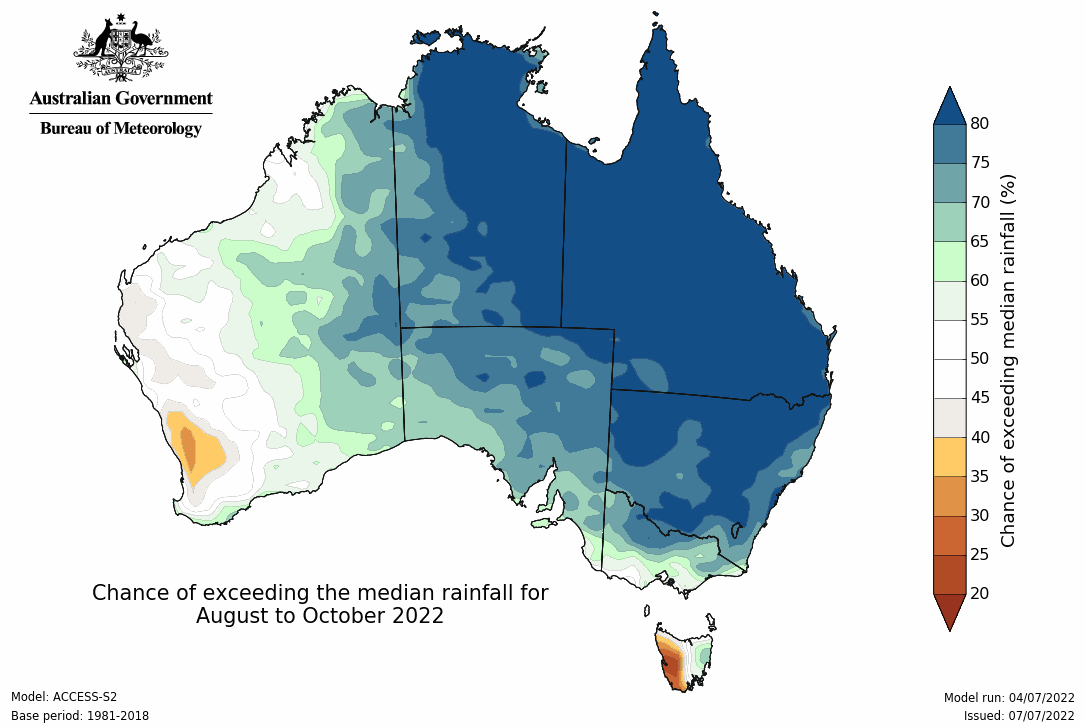 Australian Government
Bureau of Meteorology
80
75
70
65
60
55
50
45
40
35
30
25
20
Chance of exceeding median rainfall (%)
Chance of exceeding the median rainfall for
August to October 2022
Model: ACCESS-S2
Base period: 1981-2018
Model run: 04/07/2022
Issued: 07/07/2022